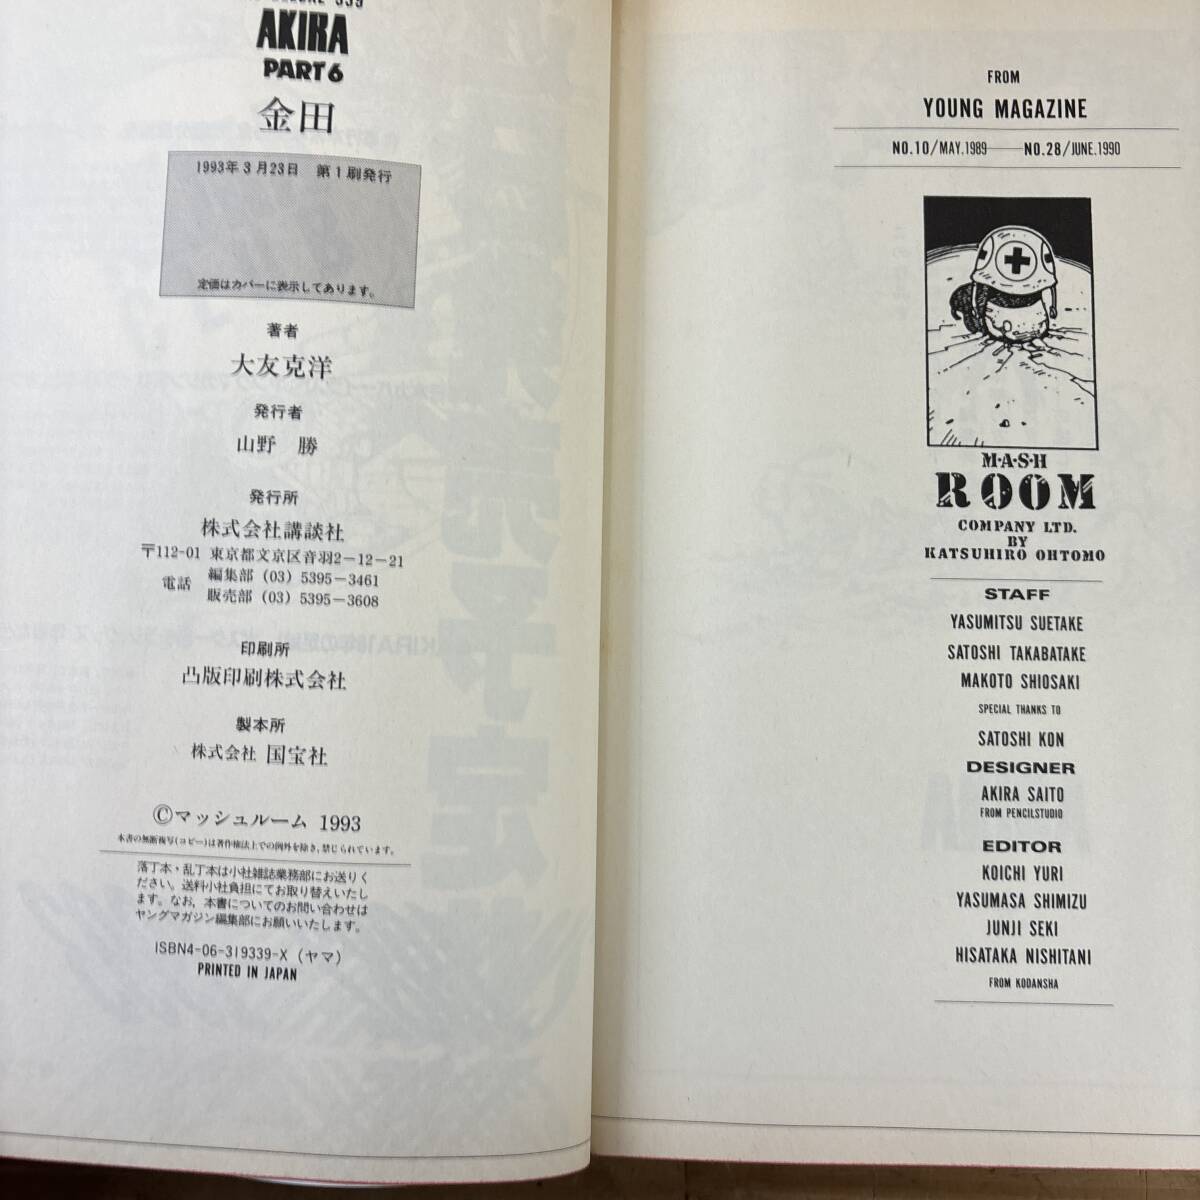 AKIRA
PART6
金田
1993年3月23日 第1刷発行
定価はカバーに表示してあります。
著者
大友克洋
発行者
山野 勝
発行所
株式会社講談社
〒112-01 東京都文京区音羽2-12-21
電話 編集部 (03) 5395-3461
販売部 (03) 5395-3608
印刷所
凸版印刷株式会社
製本所
株式会社 国宝社
©マッシュルーム 1993
本書の無断複写(コピー)は著作権法上での例外を除き、禁じられています。
落丁本・乱丁本は小社雑誌業務部にお送りく
ださい。送料小社負担にてお取り替えいたし
ます。なお、本書についてのお問い合わせは
ヤングマガジン編集部にお願いいたします。
ISBN4-06-319339-X (ヤマ)
PRINTED IN JAPAN
FROM
YOUNG MAGAZINE
NO.10/MAY.1989──NO.28/JUNE.1990
M·A·S·H
ROOM
COMPANY LTD.
BY
KATSUHIRO OHTOMO
STAFF
YASUMITSU SUETAKE
SATOSHI TAKABATAKE
MAKOTO SHIOSAKI
SPECIAL THANKS TO
SATOSHI KON
DESIGNER
AKIRA SAITO
FROM PENCILSTUDIO
EDITOR
KOICHI YURI
YASUMASA SHIMIZU
JUNJI SEKI
HISATAKA NISHITANI
FROM KODANSHA